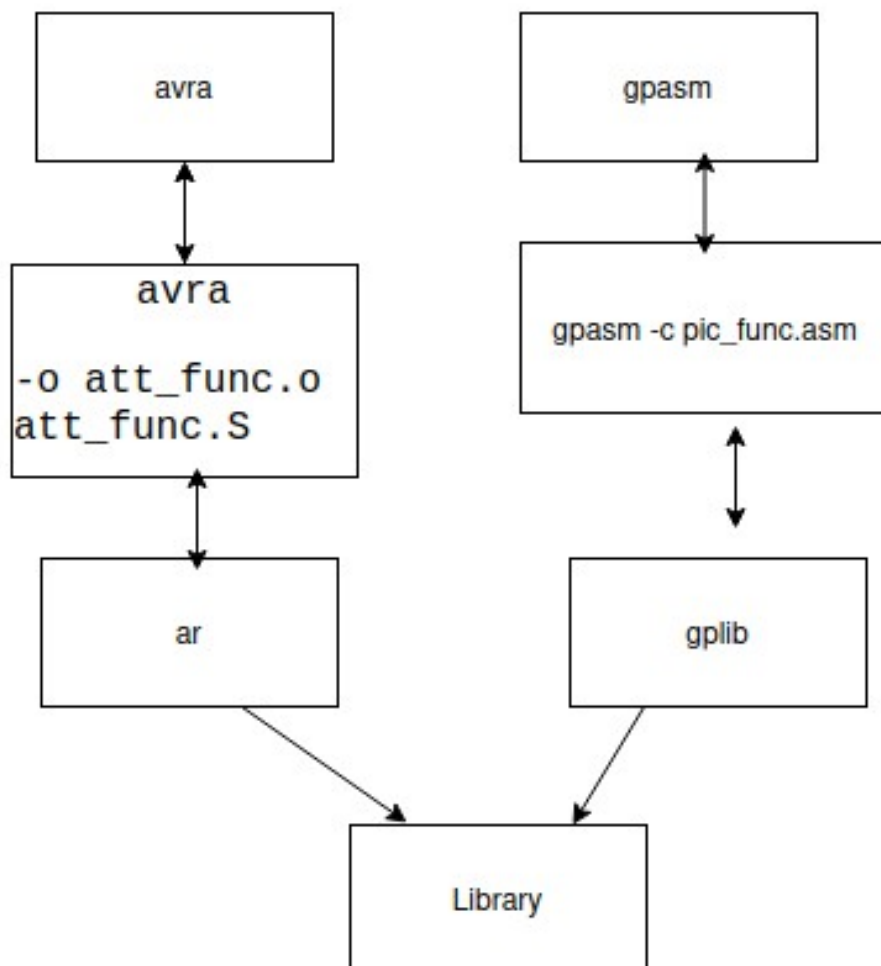 avra
gpasm
avra
-o att_func.o
att_func.S
gpasm -c pic_func.asm
ar
gplib
Library